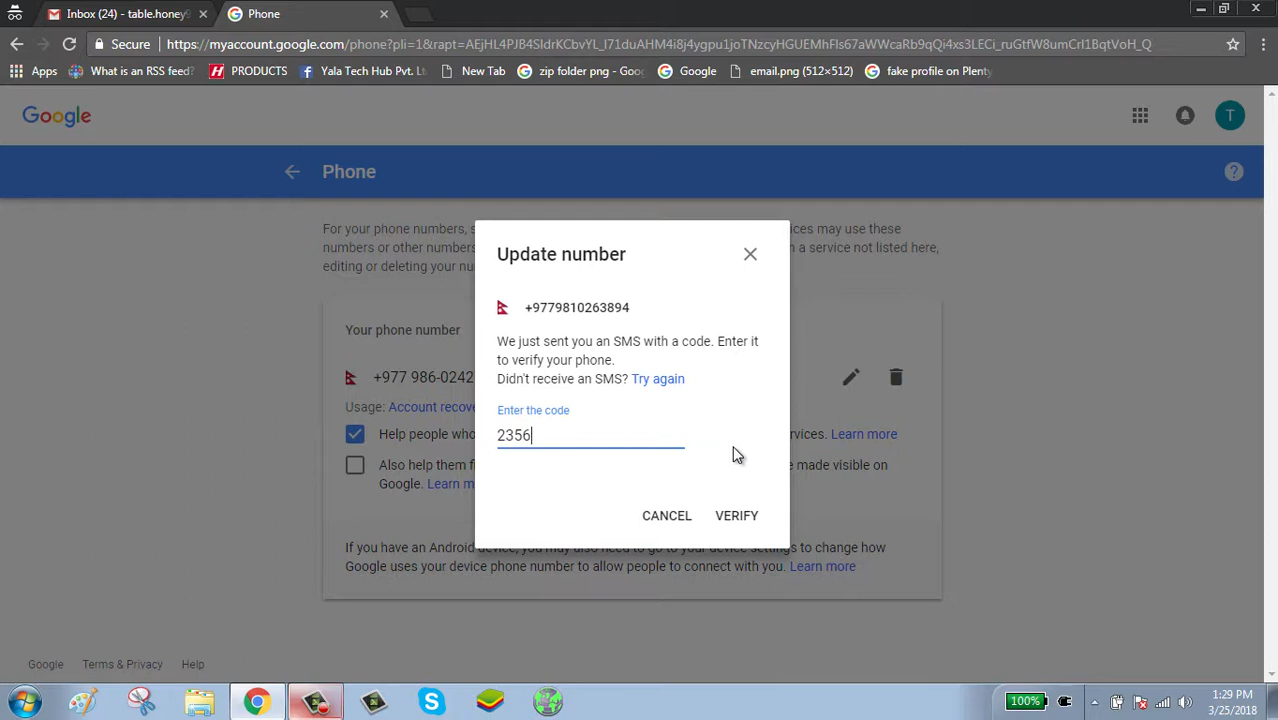 Inbox (24) - table.honey9
Phone
Secure
https://myaccount.google.com/phone?pli=1&rapt=AEjHL4PJB4SIdrKCbvYL_I71duAHM4i8j4ygpu1joTNzcyHGUEMhFls67aWWcaRb9qQi4xs3LECi_ruGtfW8umCrI1BqtVoH_Q
Apps
What is an RSS feed?
PRODUCTS
Yala Tech Hub Pvt. Lt
New Tab
zip folder png - Goog
Google
email.png (512×512)
fake profile on Plenty
Google
T
Phone
For your phone numbers, s vices may use these
numbers or other numbers n a service not listed here,
editing or deleting your nu
Your phone number
+977 986-0242
Usage: Account recove
Help people who ervices. Learn more
Also help them fi e made visible on
Google. Learn m
If you have an Android device, you may also need to go to your device settings to change how
Google uses your device phone number to allow people to connect with you. Learn more
Update number
+9779810263894
We just sent you an SMS with a code. Enter it
to verify your phone.
Didn't receive an SMS? Try again
Enter the code
2356
CANCEL
VERIFY
Google
Terms & Privacy
Help
100%
1:29 PM
3/25/2018